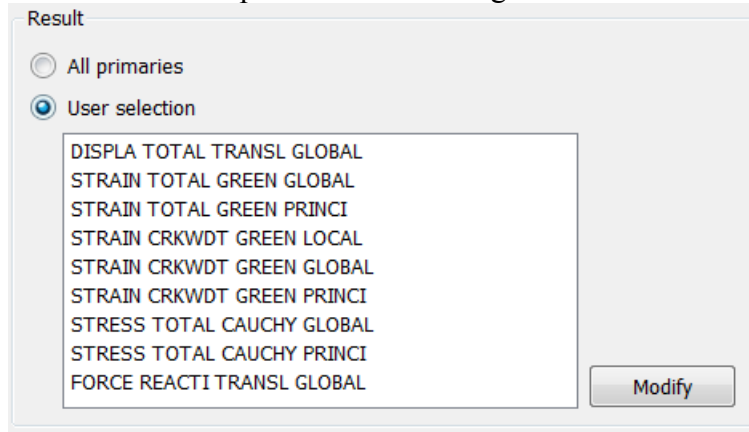 Result
All primaries
User selection
DISPLA TOTAL TRANSL GLOBAL
STRAIN TOTAL GREEN GLOBAL
STRAIN TOTAL GREEN PRINCI
STRAIN CRKWDT GREEN LOCAL
STRAIN CRKWDT GREEN GLOBAL
STRAIN CRKWDT GREEN PRINCI
STRESS TOTAL CAUCHY GLOBAL
STRESS TOTAL CAUCHY PRINCI
FORCE REACTI TRANSL GLOBAL
Modify